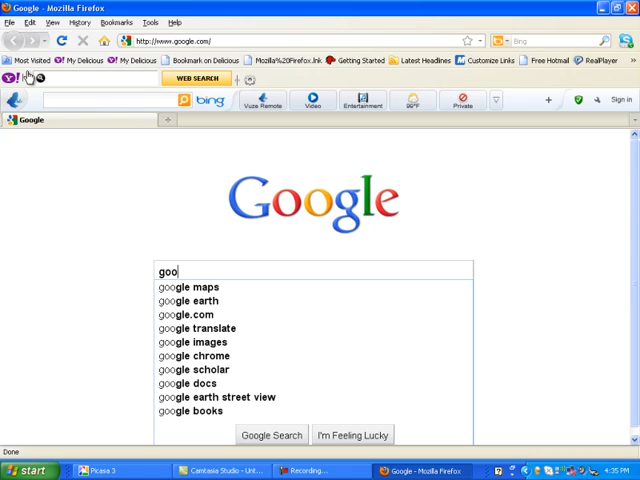 Google - Mozilla Firefox
File Edit View History Bookmarks Tools Help
http://www.google.com/ Bing
Most Visited My Delicious My Delicious Bookmark on Delicious Mozilla%20Firefox.lnk Getting Started Latest Headlines Customize Links Free Hotmail RealPlayer
Y! WEB SEARCH
bing Vuze Remote Video Entertainment 99°F Private Sign in
Google
Google
goo
google maps
google earth
google.com
google translate
google images
google chrome
google scholar
google docs
google earth street view
google books
Google Search I'm Feeling Lucky
Done
start Picasa 3 Camtasia Studio - Unt... Recording... Google - Mozilla Firefox 4:35 PM